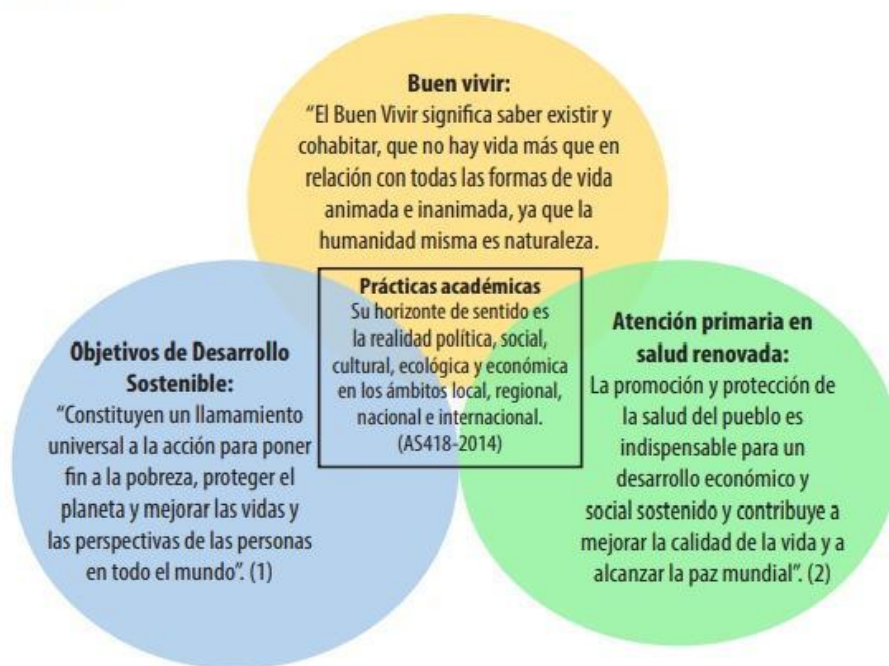 Buen vivir:
“El Buen Vivir significa saber existir y
cohabitar, que no hay vida más que en
relación con todas las formas de vida
animada e inanimada, ya que la
humanidad misma es naturaleza.
Prácticas académicas
Su horizonte de sentido es
la realidad política, social,
cultural, ecológica y económica
en los ámbitos local, regional,
nacional e internacional.
(AS418-2014)
Objetivos de Desarrollo
Sostenible:
“Constituyen un llamamiento
universal a la acción para poner
fin a la pobreza, proteger el
planeta y mejorar las vidas y
las perspectivas de las personas
en todo el mundo”. (1)
Atención primaria en
salud renovada:
La promoción y protección de
la salud del pueblo es
indispensable para un
desarrollo económico y
social sostenido y contribuye a
mejorar la calidad de la vida y a
alcanzar la paz mundial”. (2)